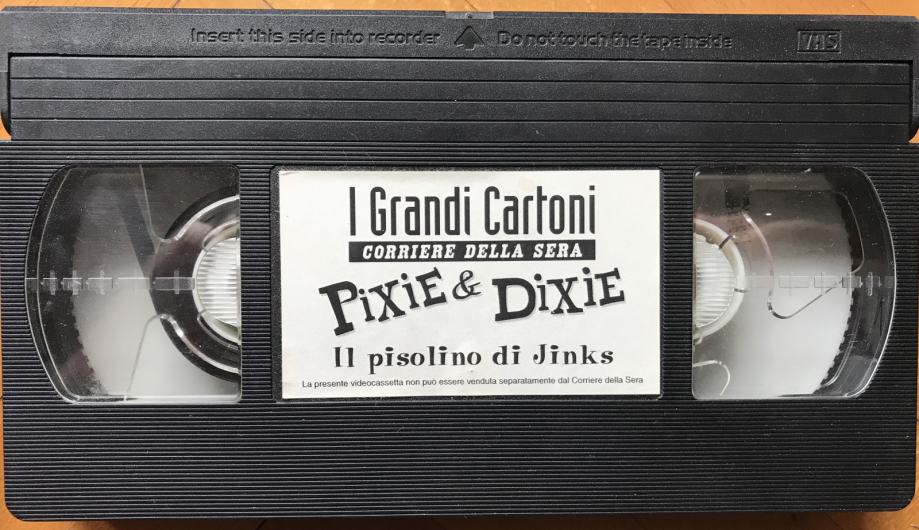 Insert this side into recorder Do not touch the tape inside VHS
I Grandi Cartoni
CORRIERE DELLA SERA
PiXiE & DiXiE
Il pisolino di Jinks
La presente videocassetta non può essere venduta separatamente dal Corriere della Sera